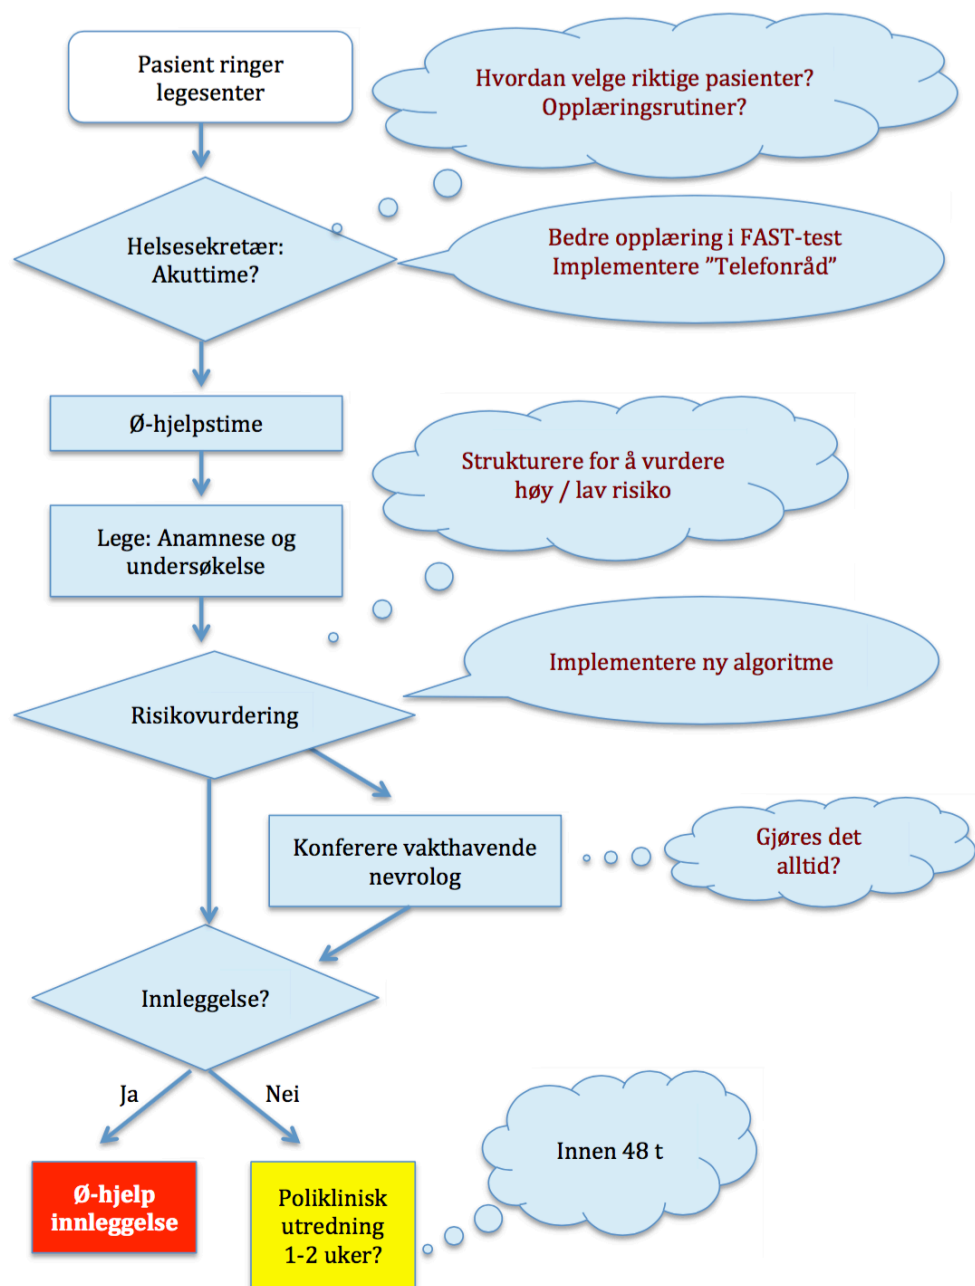 Pasient ringer
legesenter
Hvordan velge riktige pasienter?
Opplæringsrutiner?
Helsesekretær:
Akuttime?
Bedre opplæring i FAST-test
Implementere ”Telefonråd”
Ø-hjelpstime
Strukturere for å vurdere
høy / lav risiko
Lege: Anamnese og
undersøkelse
Implementere ny algoritme
Risikovurdering
Konferere vakthavende
nevrolog
Gjøres det
alltid?
Innleggelse?
Ja
Nei
Innen 48 t
Ø-hjelp
innleggelse
Poliklinisk
utredning
1-2 uker?